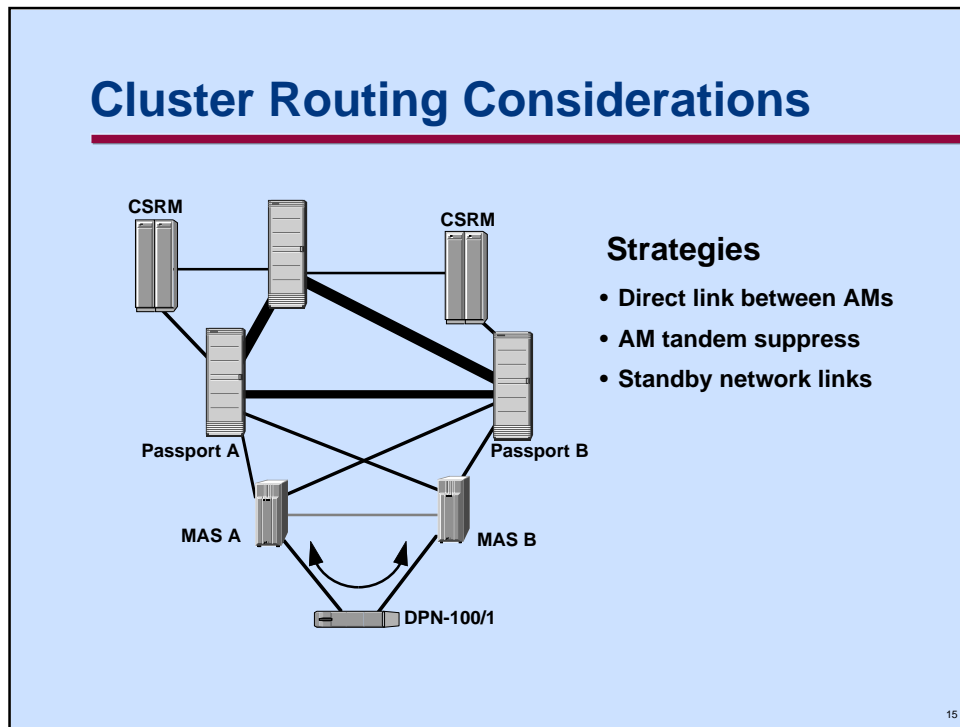 Cluster Routing Considerations
CSRM
CSRM
Strategies
• Direct link between AMs
• AM tandem suppress
• Standby network links
Passport A
Passport B
MAS A
MAS B
DPN-100/1
15